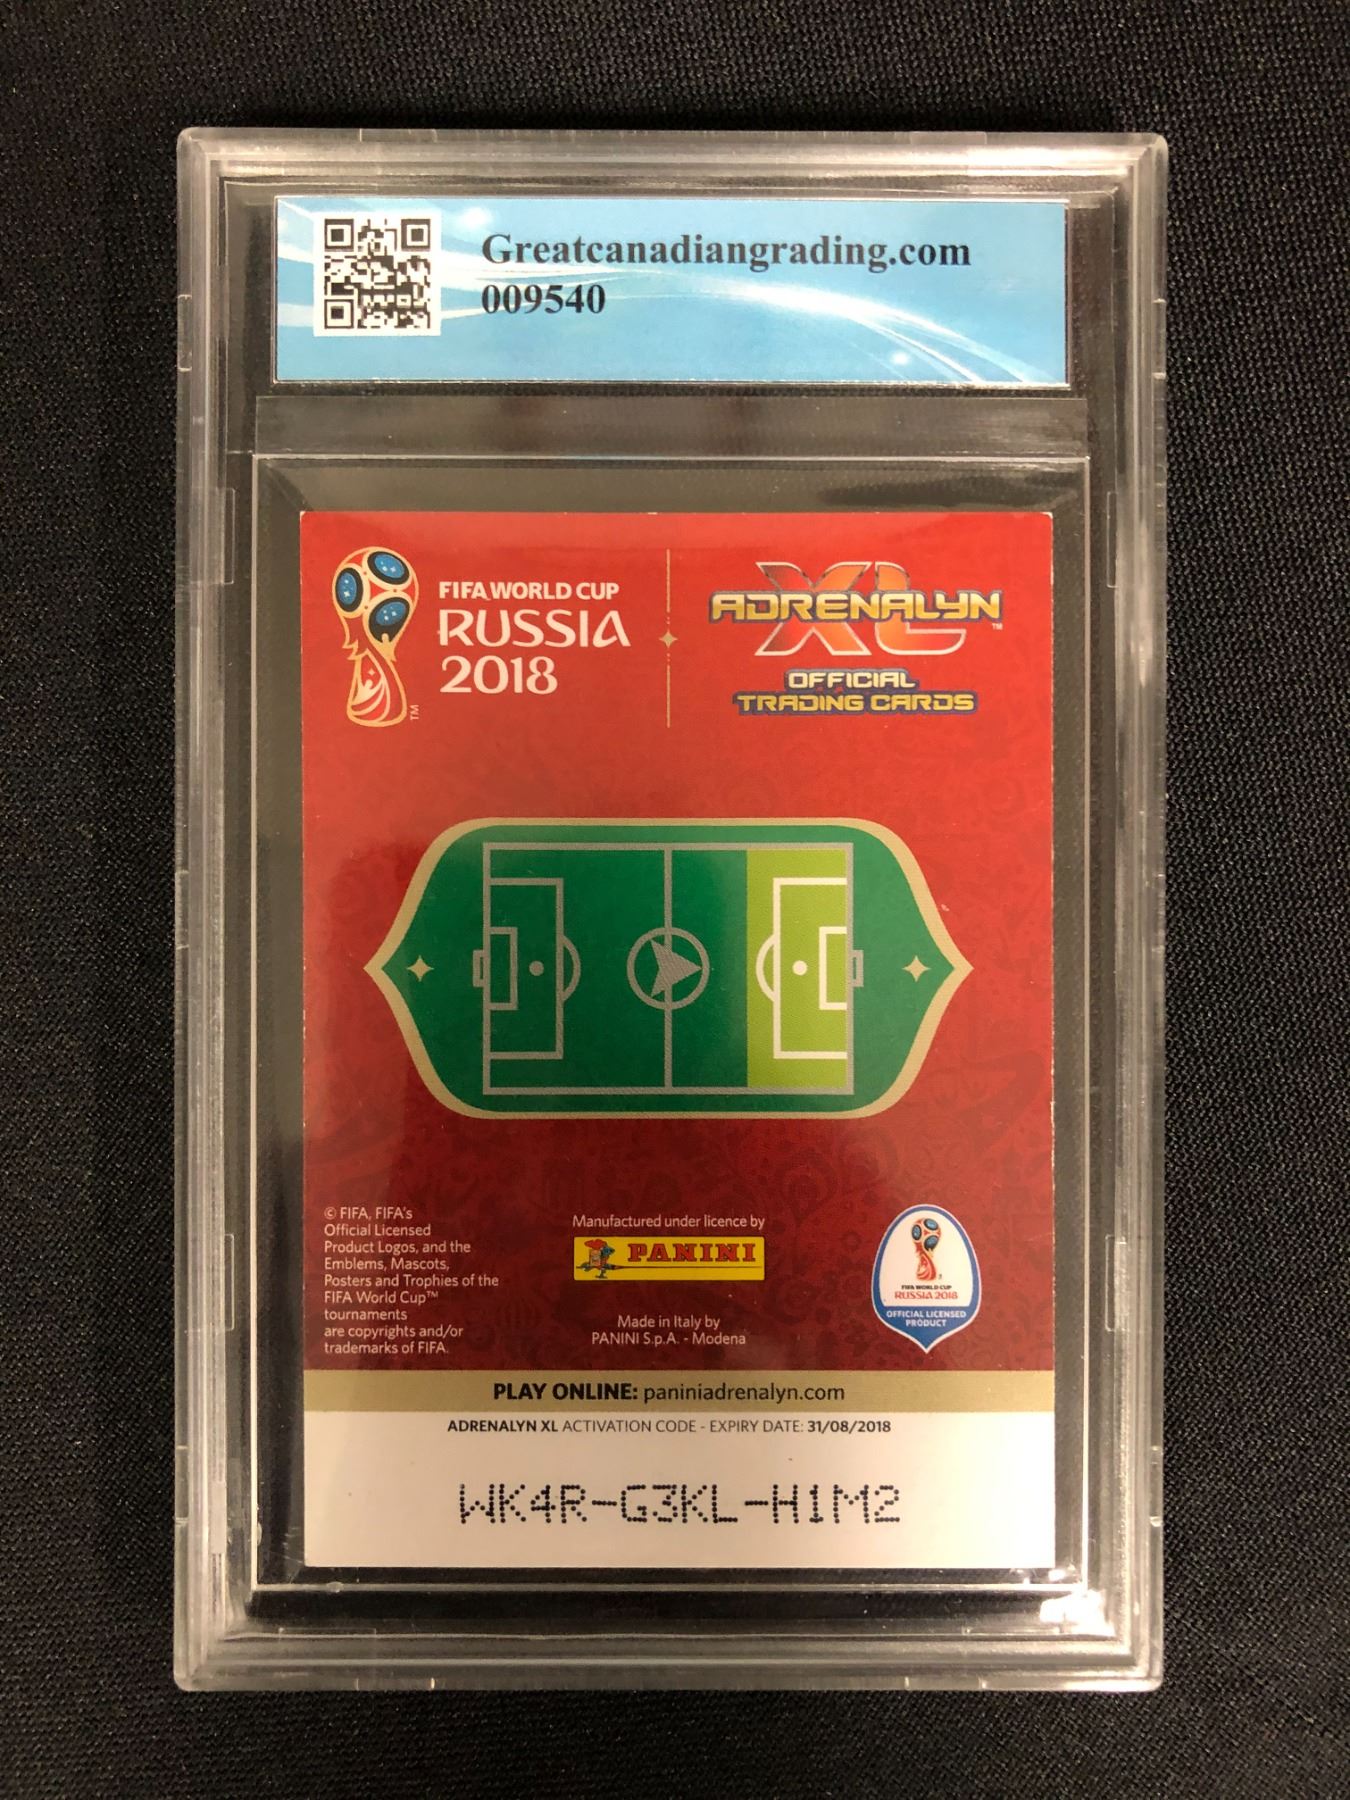 Greatcanadiangrading.com
009540
FIFA WORLD CUP
RUSSIA
2018
TM
ADRENALYN
XL
TM
OFFICIAL
TRADING CARDS
© FIFA, FIFA's
Official Licensed
Product Logos, and the
Emblems, Mascots,
Posters and Trophies of the
FIFA World Cup™
tournaments
are copyrights and/or
trademarks of FIFA.
Manufactured under licence by
PANINI
Made in Italy by
PANINI S.p.A. - Modena
FIFA WORLD CUP
RUSSIA 2018
OFFICIAL LICENSED
PRODUCT
PLAY ONLINE: paniniadrenalyn.com
ADRENALYN XL ACTIVATION CODE - EXPIRY DATE: 31/08/2018
WK4R-G3KL-H1M2